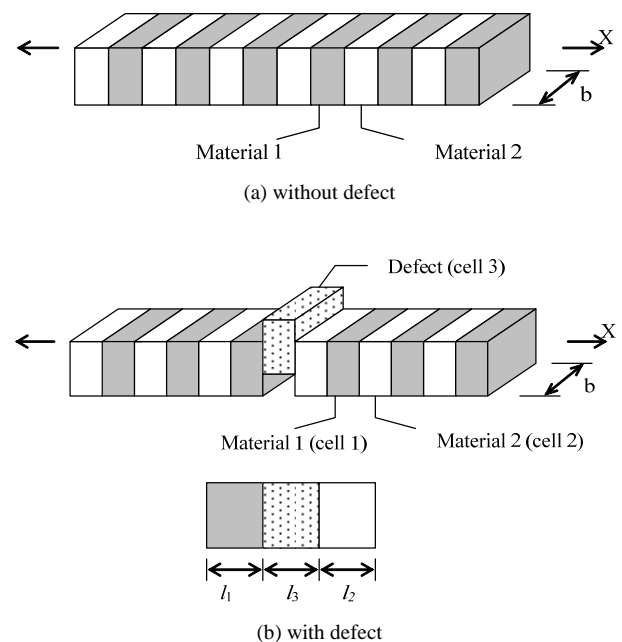 X
b
Material 1
Material 2
(a) without defect
Defect (cell 3)
X
b
Material 1 (cell 1)
Material 2 (cell 2)
l1
l3
l2
(b) with defect